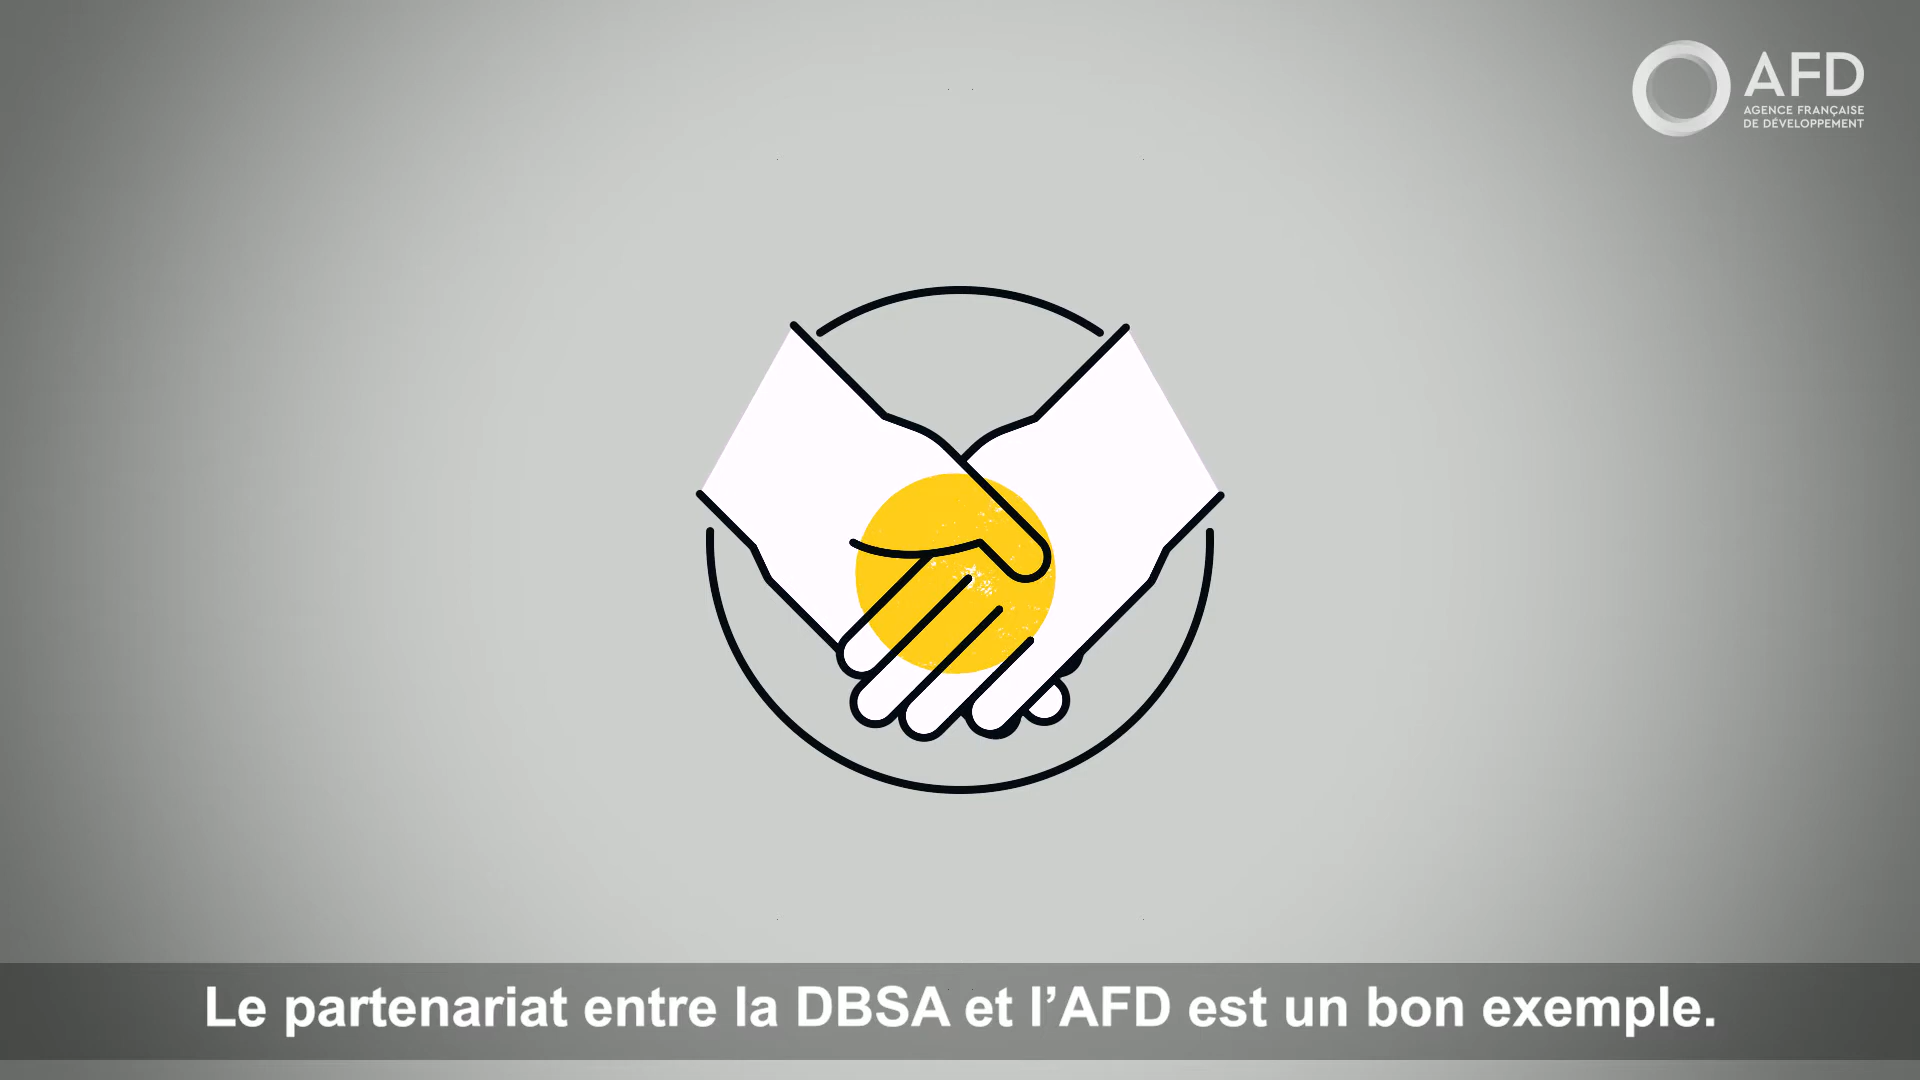 AFD
AGENCE FRANÇAISE
DE DÉVELOPPEMENT
Le partenariat entre la DBSA et l’AFD est un bon exemple.